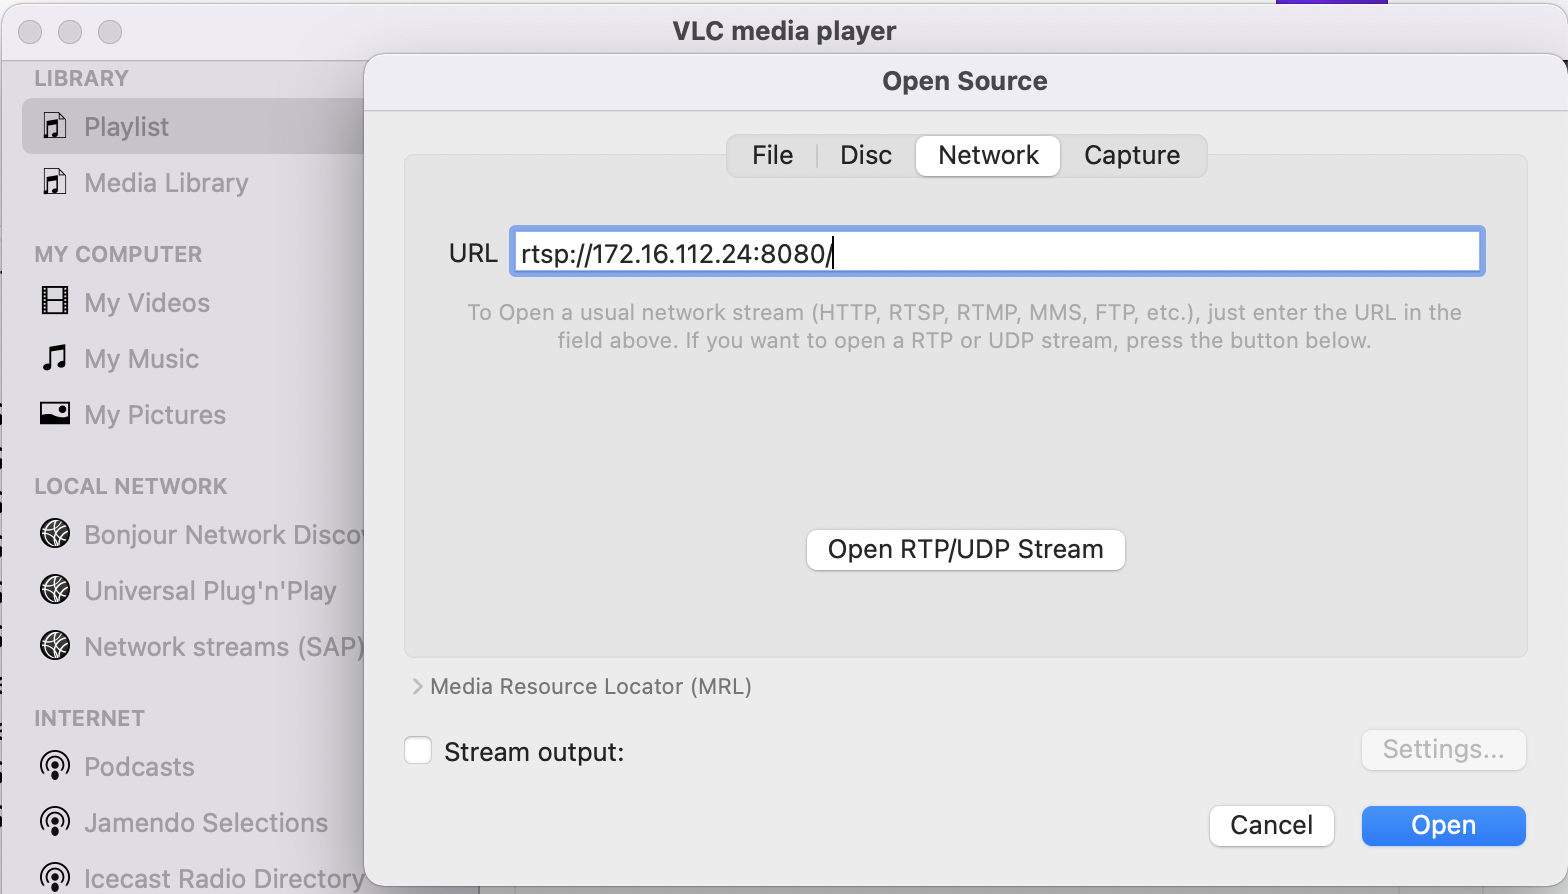 VLC media player
LIBRARY
Playlist
Media Library
MY COMPUTER
My Videos
My Music
My Pictures
LOCAL NETWORK
Bonjour Network Disco
Universal Plug'n'Play
Network streams (SAP)
INTERNET
Podcasts
Jamendo Selections
Icecast Radio Directory
Open Source
File Disc Network Capture
URL rtsp://172.16.112.24:8080/
To Open a usual network stream (HTTP, RTSP, RTMP, MMS, FTP, etc.), just enter the URL in the
field above. If you want to open a RTP or UDP stream, press the button below.
Open RTP/UDP Stream
Media Resource Locator (MRL)
Stream output:
Settings...
Cancel Open